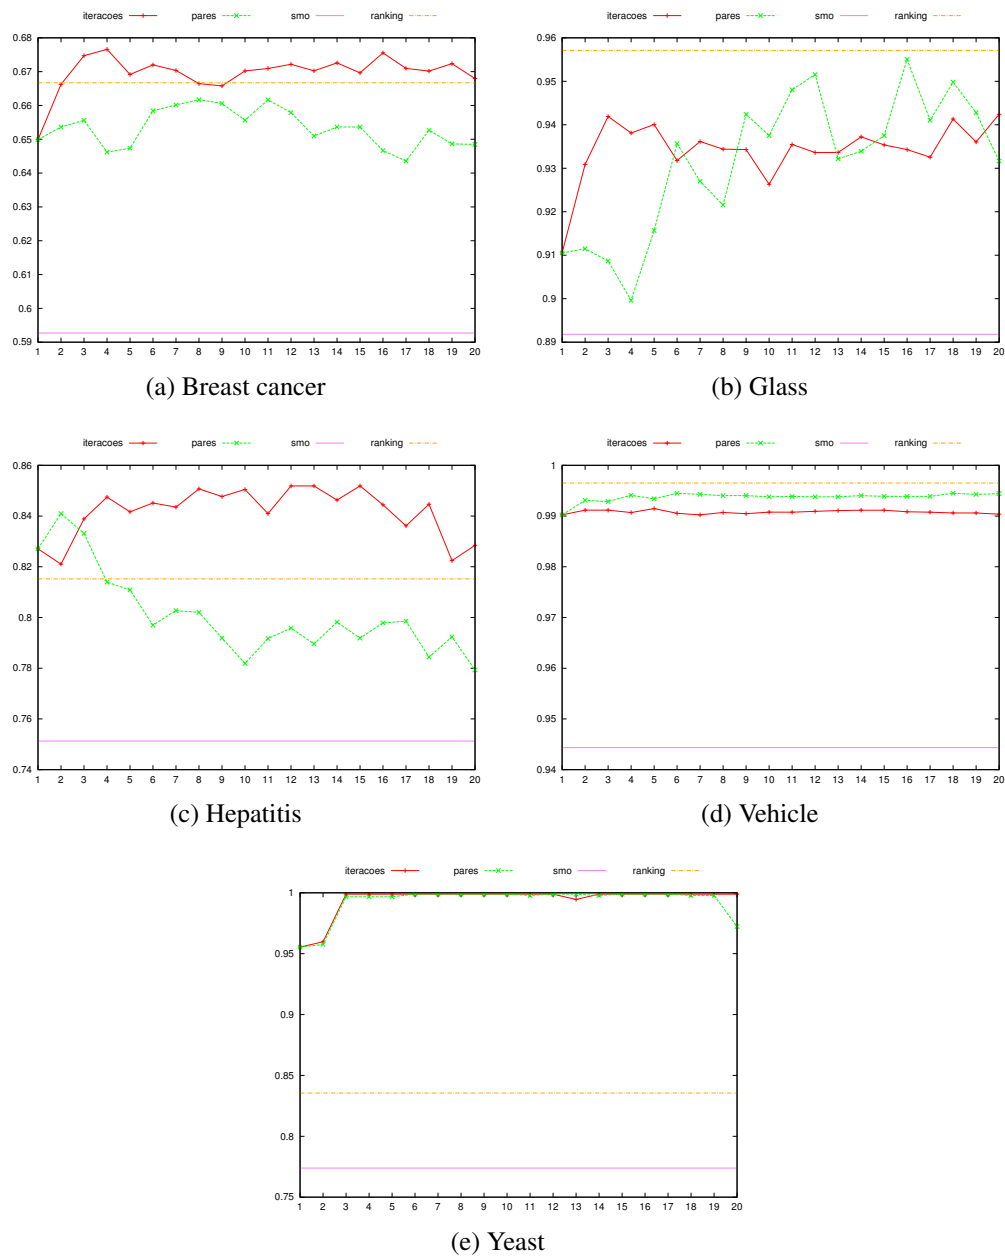 iteracoes pares smo ranking
0.68
0.67
0.66
0.65
0.64
0.63
0.62
0.61
0.6
0.59
1 2 3 4 5 6 7 8 9 10 11 12 13 14 15 16 17 18 19 20
(a) Breast cancer
iteracoes pares smo ranking
0.96
0.95
0.94
0.93
0.92
0.91
0.9
0.89
1 2 3 4 5 6 7 8 9 10 11 12 13 14 15 16 17 18 19 20
(b) Glass
iteracoes pares smo ranking
0.86
0.84
0.82
0.8
0.78
0.76
0.74
1 2 3 4 5 6 7 8 9 10 11 12 13 14 15 16 17 18 19 20
(c) Hepatitis
iteracoes pares smo ranking
1
0.99
0.98
0.97
0.96
0.95
0.94
1 2 3 4 5 6 7 8 9 10 11 12 13 14 15 16 17 18 19 20
(d) Vehicle
iteracoes pares smo ranking
1
0.95
0.9
0.85
0.8
0.75
1 2 3 4 5 6 7 8 9 10 11 12 13 14 15 16 17 18 19 20
(e) Yeast